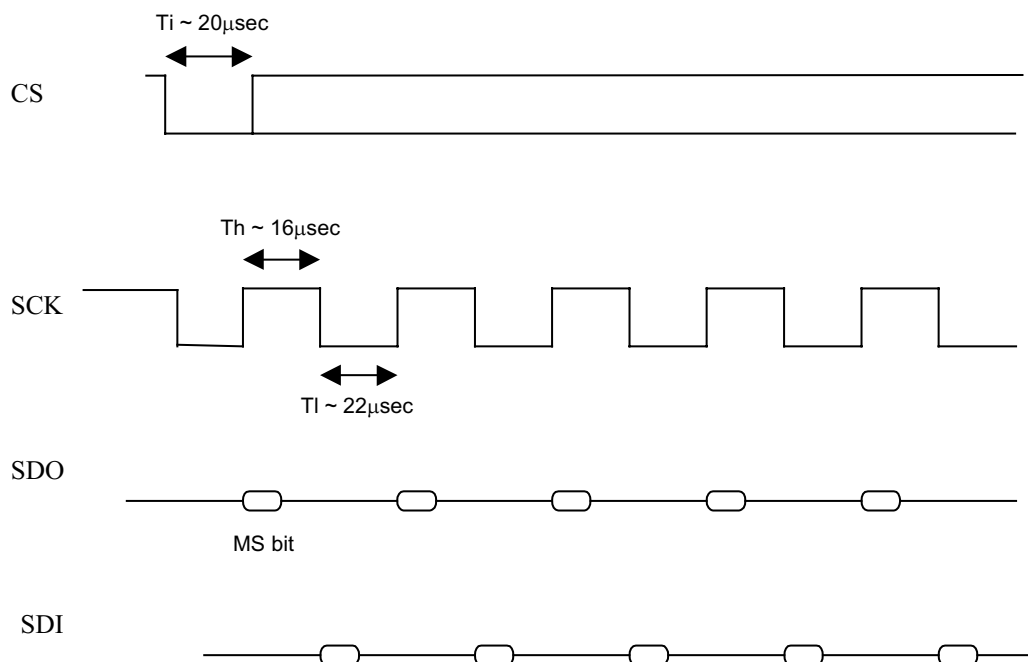 Ti ~ 20μsec
CS
Th ~ 16μsec
SCK
Tl ~ 22μsec
SDO
MS bit
SDI